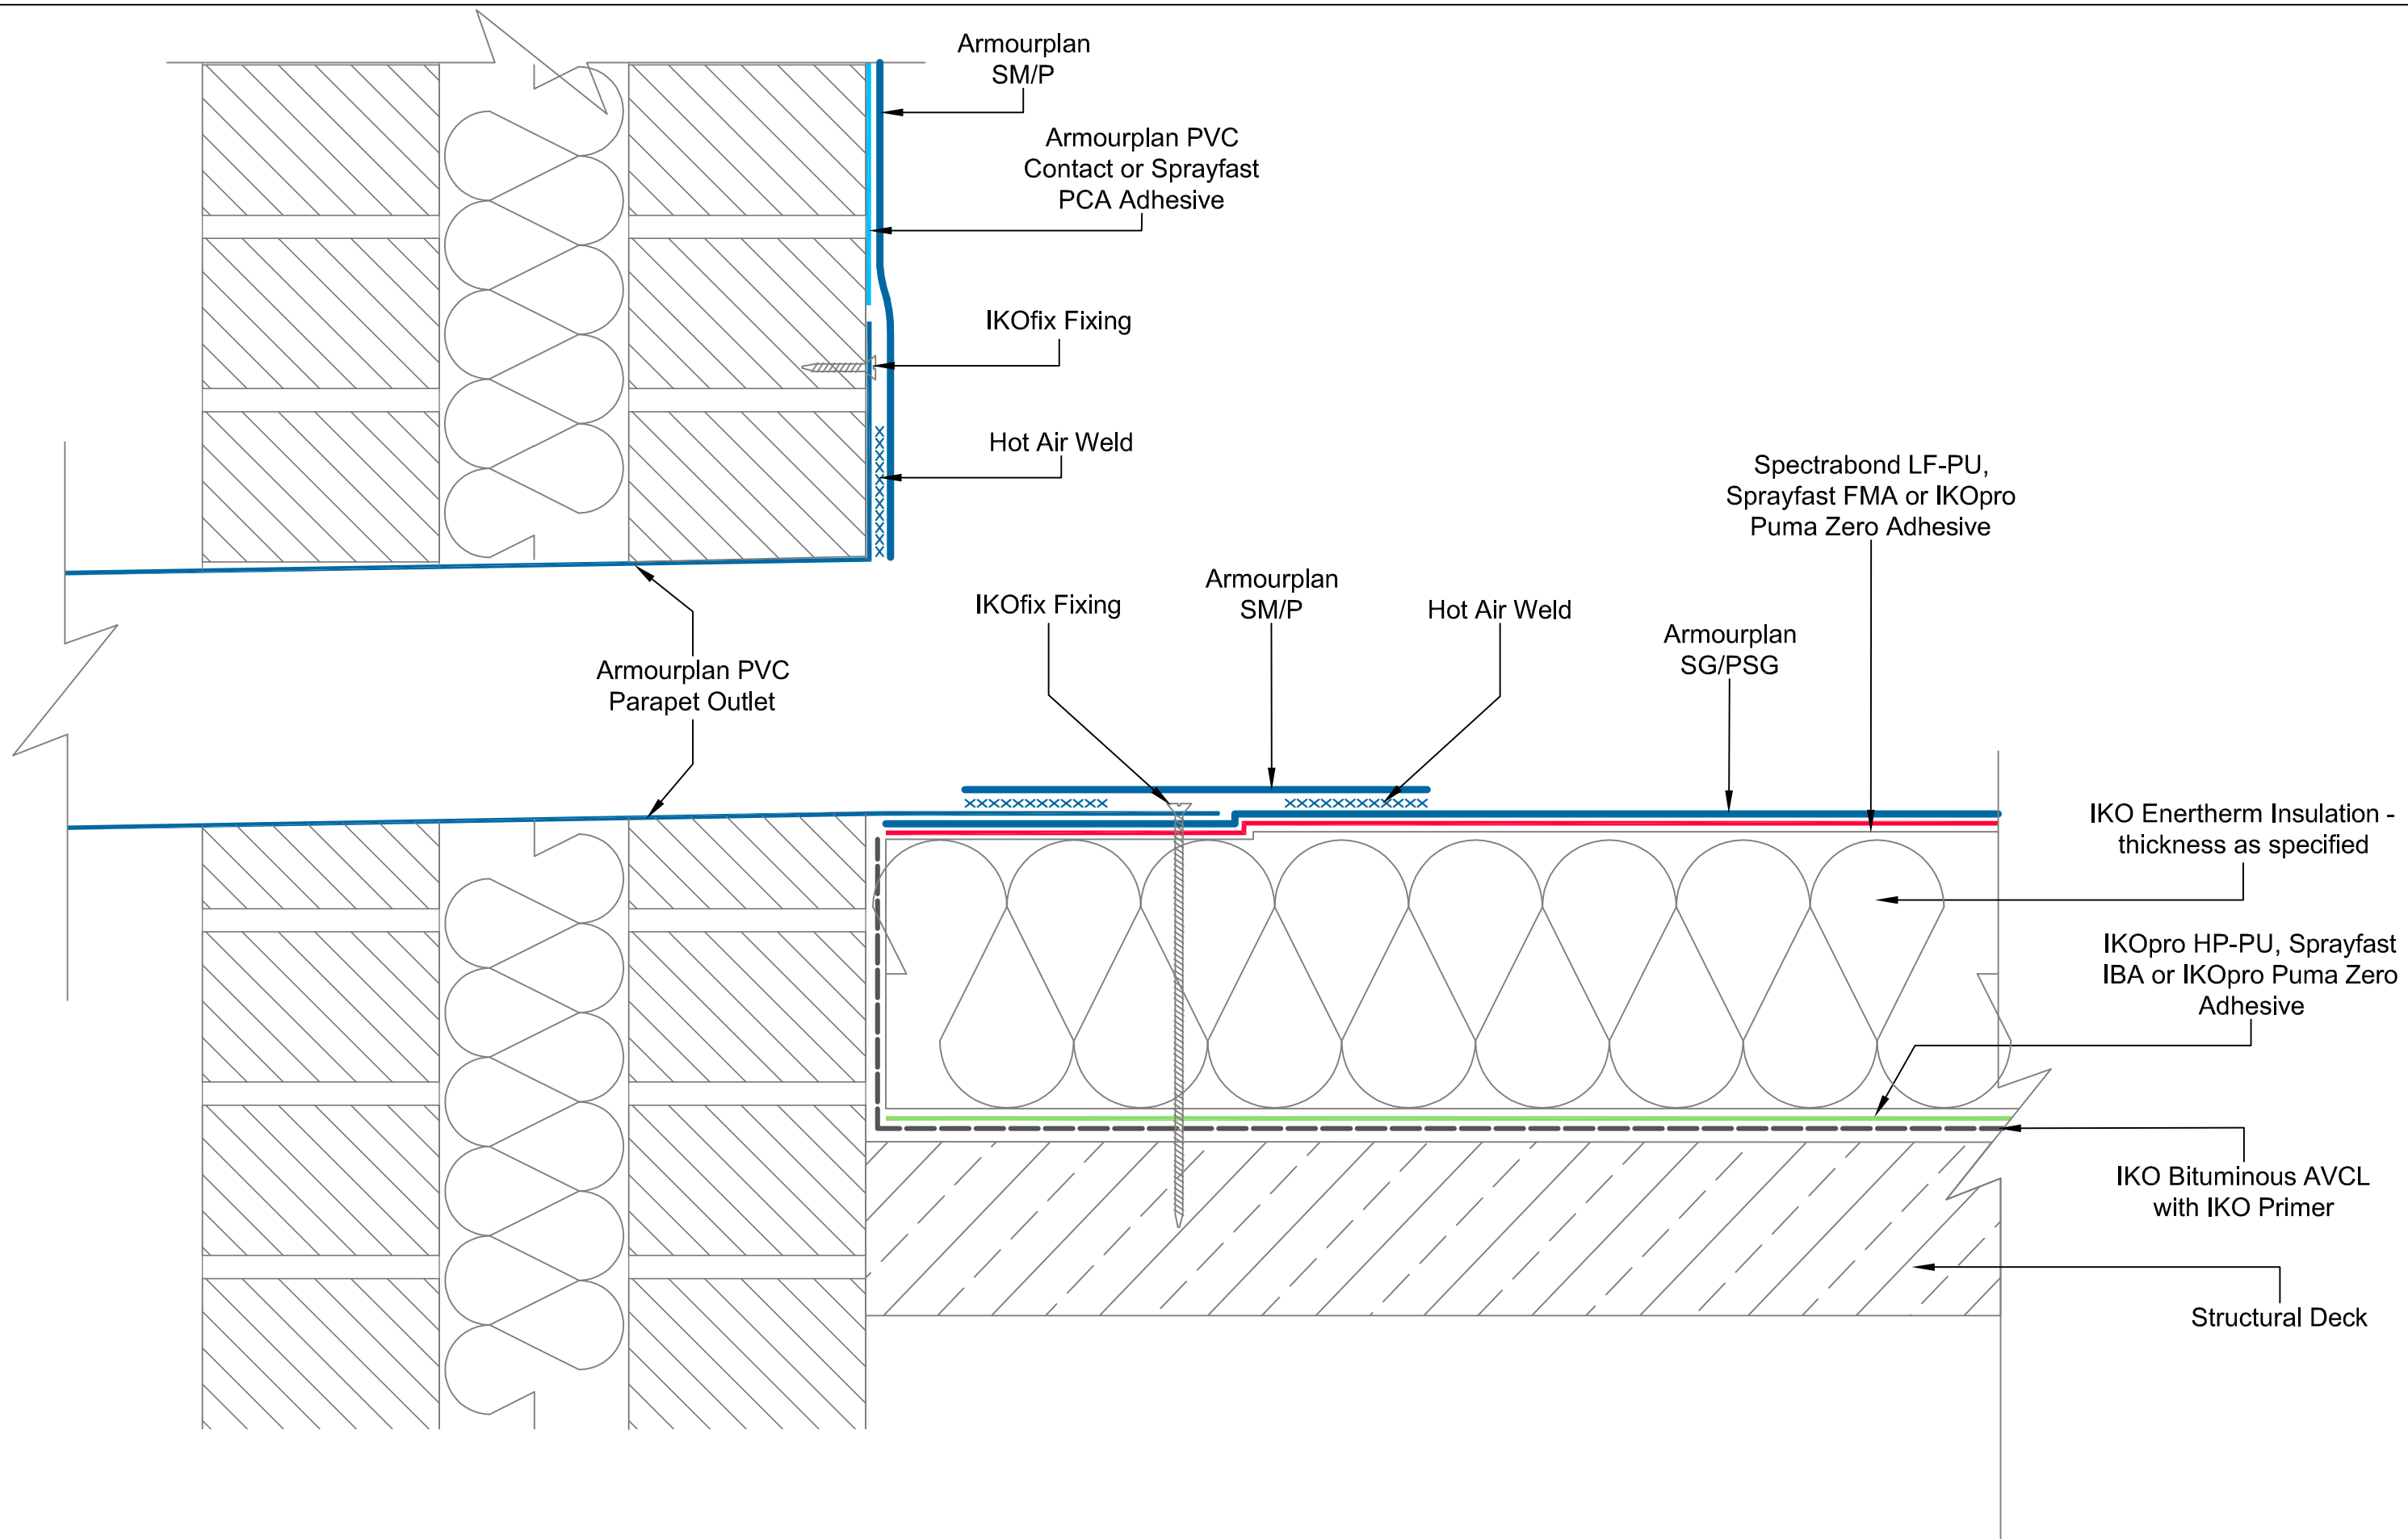 Armourplan
SM/P
Armourplan PVC
Contact or Sprayfast
PCA Adhesive
IKOfix Fixing
Hot Air Weld
Spectrabond LF-PU,
Sprayfast FMA or IKOpro
Puma Zero Adhesive
IKOfix Fixing
Armourplan
SM/P
Hot Air Weld
Armourplan
SG/PSG
Armourplan PVC
Parapet Outlet
IKO Enertherm Insulation -
thickness as specified
IKOpro HP-PU, Sprayfast
IBA or IKOpro Puma Zero
Adhesive
IKO Bituminous AVCL
with IKO Primer
Structural Deck